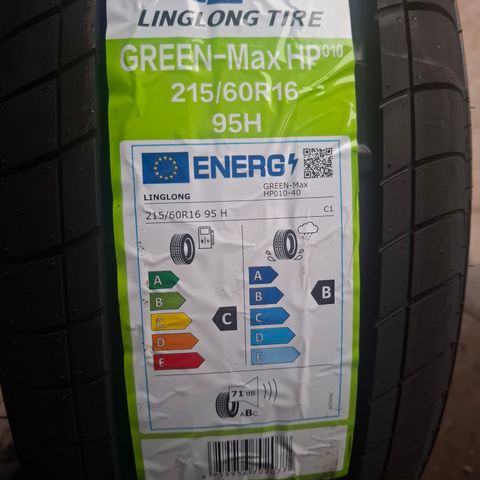 LINGLONG TIRE
GREEN-Max HP010
215/60R16
95H
ENERG
LINGLONG
GREEN-Max
HP010-40
215/60R16 95 H
C1
A
B
C
D
E
C
A
B
C
D
E
B
71 dB
ABC